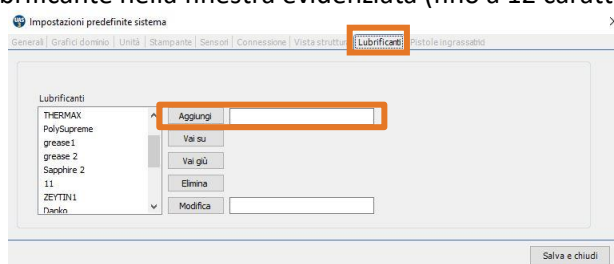 brificante nella finestra evidenziata (fino a 12 caratt
UAS Impostazioni predefinite sistema
Generali Grafici dominio Unità Stampante Sensori Connessione Vista struttur Lubrificanti Pistole ingrassatrici
Lubrificanti
THERMAX
PolySupreme
grease1
grease 2
Sapphire 2
11
ZEYTIN1
Danko
Aggiungi
Vai su
Vai giù
Elimina
Modifica
Salva e chiudi